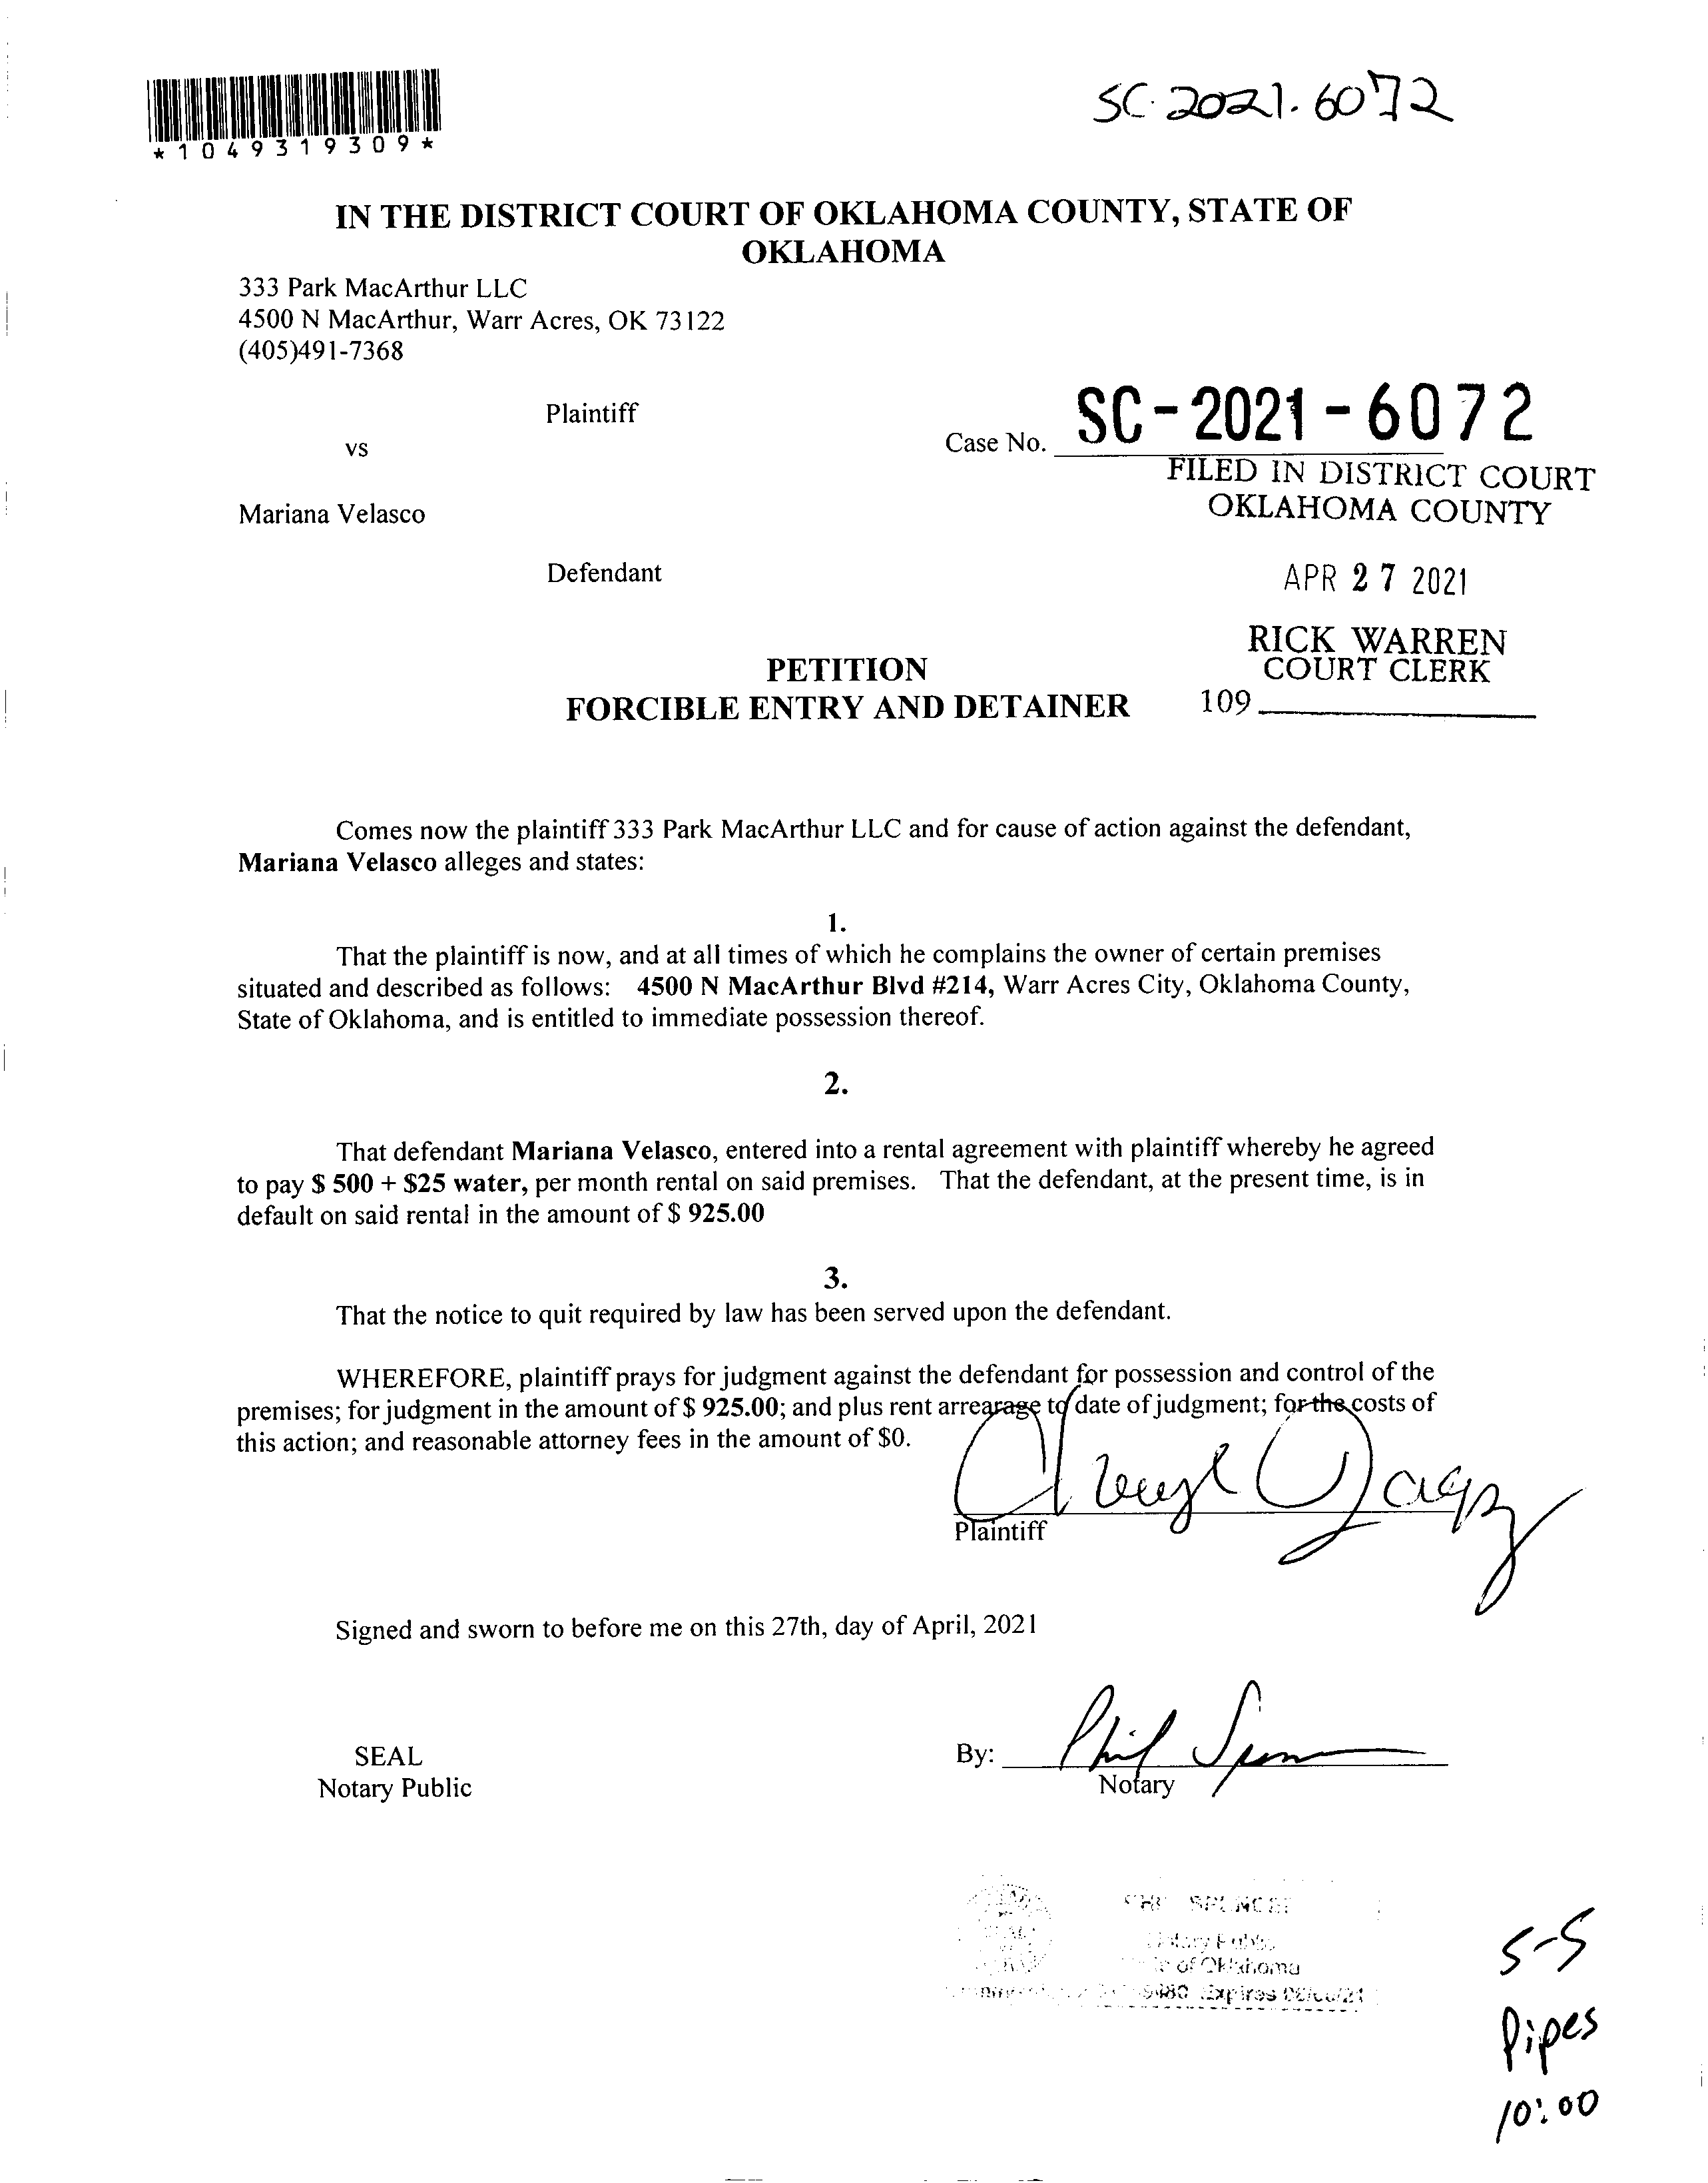 SC-2021-6072
*1049319309*
IN THE DISTRICT COURT OF OKLAHOMA COUNTY, STATE OF
OKLAHOMA
333 Park MacArthur LLC
4500 N MacArthur, Warr Acres, OK 73122
(405)491-7368
Plaintiff
vs
Case No. SC-2021-6072
FILED IN DISTRICT COURT
OKLAHOMA COUNTY
Mariana Velasco
Defendant
APR 27 2021
RICK WARREN
COURT CLERK
109
PETITION
FORCIBLE ENTRY AND DETAINER
Comes now the plaintiff 333 Park MacArthur LLC and for cause of action against the defendant,
Mariana Velasco alleges and states:
1.
That the plaintiff is now, and at all times of which he complains the owner of certain premises
situated and described as follows: 4500 N MacArthur Blvd #214, Warr Acres City, Oklahoma County,
State of Oklahoma, and is entitled to immediate possession thereof.
2.
That defendant Mariana Velasco, entered into a rental agreement with plaintiff whereby he agreed
to pay $ 500 + $25 water, per month rental on said premises. That the defendant, at the present time, is in
default on said rental in the amount of $ 925.00
3.
That the notice to quit required by law has been served upon the defendant.
WHEREFORE, plaintiff prays for judgment against the defendant for possession and control of the
premises; for judgment in the amount of $ 925.00; and plus rent arrearage to date of judgment; for the costs of
this action; and reasonable attorney fees in the amount of $0.
Plaintiff
Signed and sworn to before me on this 27th, day of April, 2021
SEAL
Notary Public
By: Phil
Notary
Notary Public
of Oklahoma
Expires
5-5
Pipes
10:00